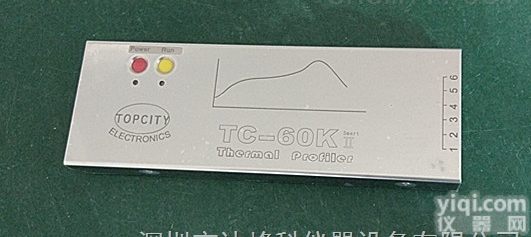 Power Run
TOPCITY
ELECTRONICS
TC-60K Smart II
Thermal Profiler
1 2 3 4 5 6
yiqi.com
仪器网